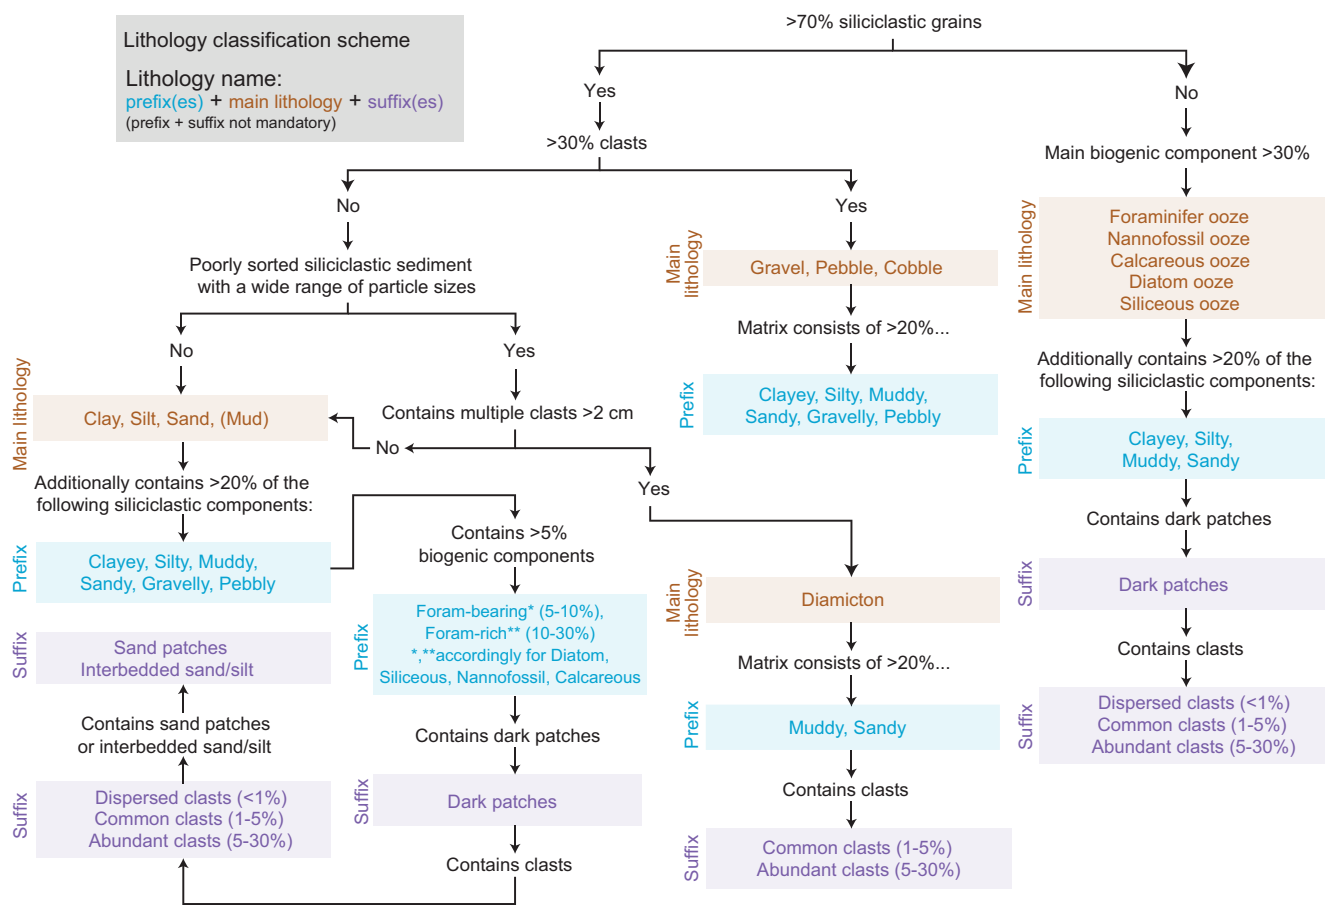 Lithology classification scheme
Lithology name:
prefix(es) + main lithology + suffix(es)
(prefix + suffix not mandatory)
>70% siliciclastic grains
Yes
No
>30% clasts
Main biogenic component >30%
No
Yes
Main lithology
Foraminifer ooze
Nannofossil ooze
Calcareous ooze
Diatom ooze
Siliceous ooze
Poorly sorted siliciclastic sediment
with a wide range of particle sizes
Main
lithology
Gravel, Pebble, Cobble
Matrix consists of >20%...
No
Yes
Additionally contains >20% of the
following siliciclastic components:
Prefix
Clayey, Silty, Muddy,
Sandy, Gravelly, Pebbly
Main lithology
Clay, Silt, Sand, (Mud)
Contains multiple clasts >2 cm
No
Yes
Prefix
Clayey, Silty,
Muddy, Sandy
Additionally contains >20% of the
following siliciclastic components:
Contains dark patches
Contains >5%
biogenic components
Prefix
Clayey, Silty, Muddy,
Sandy, Gravelly, Pebbly
Suffix
Dark patches
Main
lithology
Diamicton
Prefix
Foram-bearing* (5-10%),
Foram-rich** (10-30%)
*,**accordingly for Diatom,
Siliceous, Nannofossil, Calcareous
Suffix
Sand patches
Interbedded sand/silt
Matrix consists of >20%...
Contains clasts
Contains sand patches
or interbedded sand/silt
Contains dark patches
Prefix
Muddy, Sandy
Suffix
Dispersed clasts (<1%)
Common clasts (1-5%)
Abundant clasts (5-30%)
Suffix
Dispersed clasts (<1%)
Common clasts (1-5%)
Abundant clasts (5-30%)
Suffix
Dark patches
Contains clasts
Contains clasts
Suffix
Common clasts (1-5%)
Abundant clasts (5-30%)